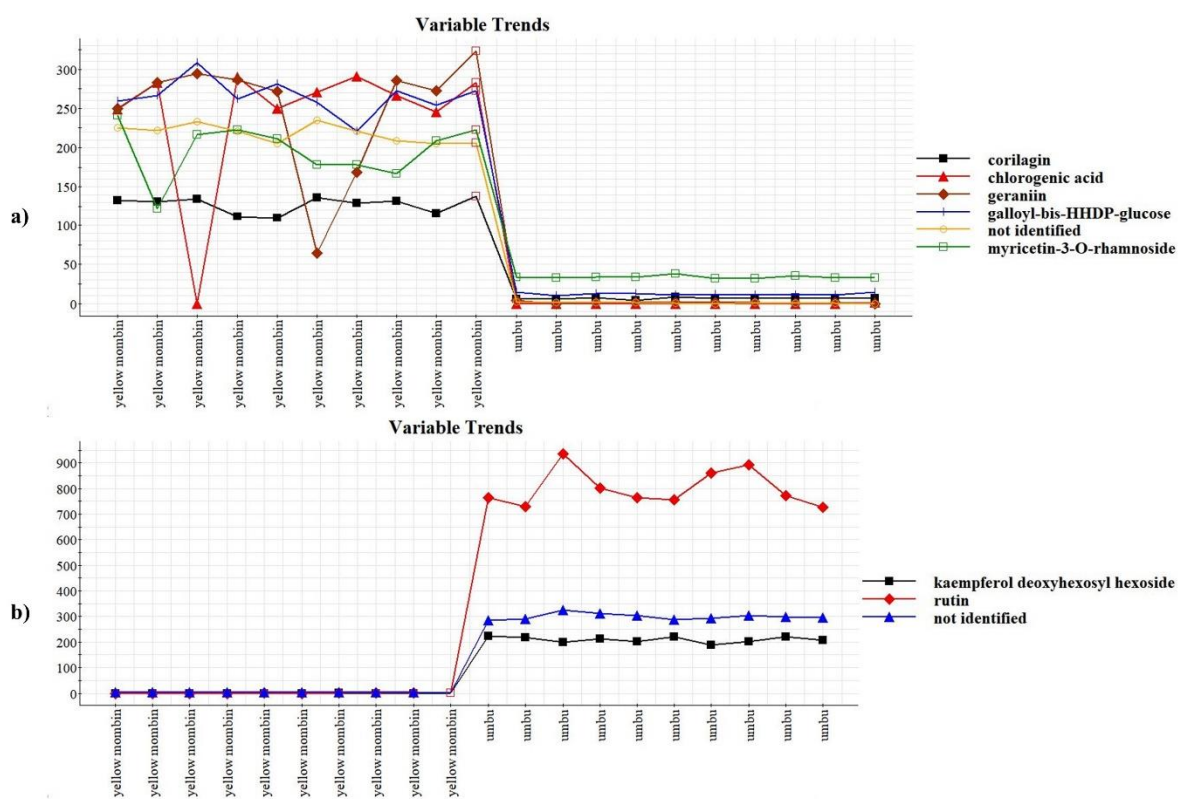 Variable Trends
a)
300
250
200
150
100
50
0
corilagin
chlorogenic acid
geraniin
galloyl-bis-HHDP-glucose
not identified
myricetin-3-O-rhamnoside
yellow mombin
yellow mombin
yellow mombin
yellow mombin
yellow mombin
yellow mombin
yellow mombin
yellow mombin
yellow mombin
yellow mombin
umbu
umbu
umbu
umbu
umbu
umbu
umbu
umbu
umbu
umbu
Variable Trends
b)
900
800
700
600
500
400
300
200
100
0
kaempferol deoxyhexosyl hexoside
rutin
not identified
yellow mombin
yellow mombin
yellow mombin
yellow mombin
yellow mombin
yellow mombin
yellow mombin
yellow mombin
yellow mombin
yellow mombin
umbu
umbu
umbu
umbu
umbu
umbu
umbu
umbu
umbu
umbu